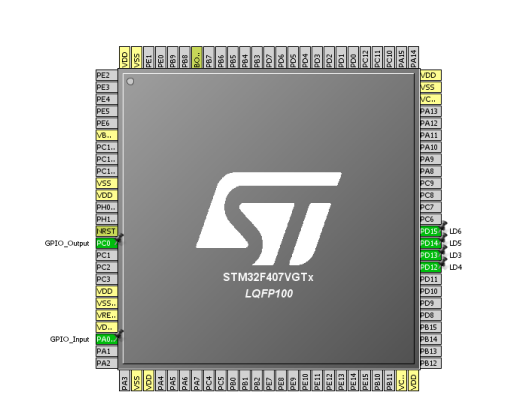 VDD VSS PE1 PE0 PB9 PB8 BO.. PB7 PB6 PB5 PB4 PB3 PD7 PD6 PD5 PD4 PD3 PD2 PD1 PD0 PC12 PC11 PC10 PA15 PA14
PE2
PE3
PE4
PE5
PE6
VB..
PC1..
PC1..
PC1..
VSS
VDD
PH0..
PH1..
NRST
GPIO_Output PC0
PC1
PC2
PC3
VDD
VSS..
VRE..
VD..
GPIO_Input PA0..
PA1
PA2
STM32F407VGTx
LQFP100
VDD
VSS
VC..
PA13
PA12
PA11
PA10
PA9
PA8
PC9
PC8
PC7
PC6
PD15 LD6
PD14 LD5
PD13 LD3
PD12 LD4
PD11
PD10
PD9
PD8
PB15
PB14
PB13
PB12
PA3 VSS VDD PA4 PA5 PA6 PA7 PC4 PC5 PB0 PB1 PB2 PE7 PE8 PE9 PE10 PE11 PE12 PE13 PE14 PE15 PB10 PB11 VC.. VDD